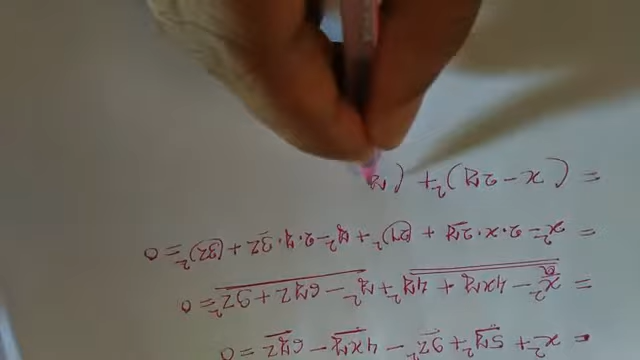 x² + 5y² + 9z² - 4xy - 6yz = 0
= x² - 4xy + 4y² + y² - 6yz + 9z² = 0
= x² - 2·x·2y + (2y)² + y² - 2·y·3z + (3z)² = 0
= (x - 2y)² + (y